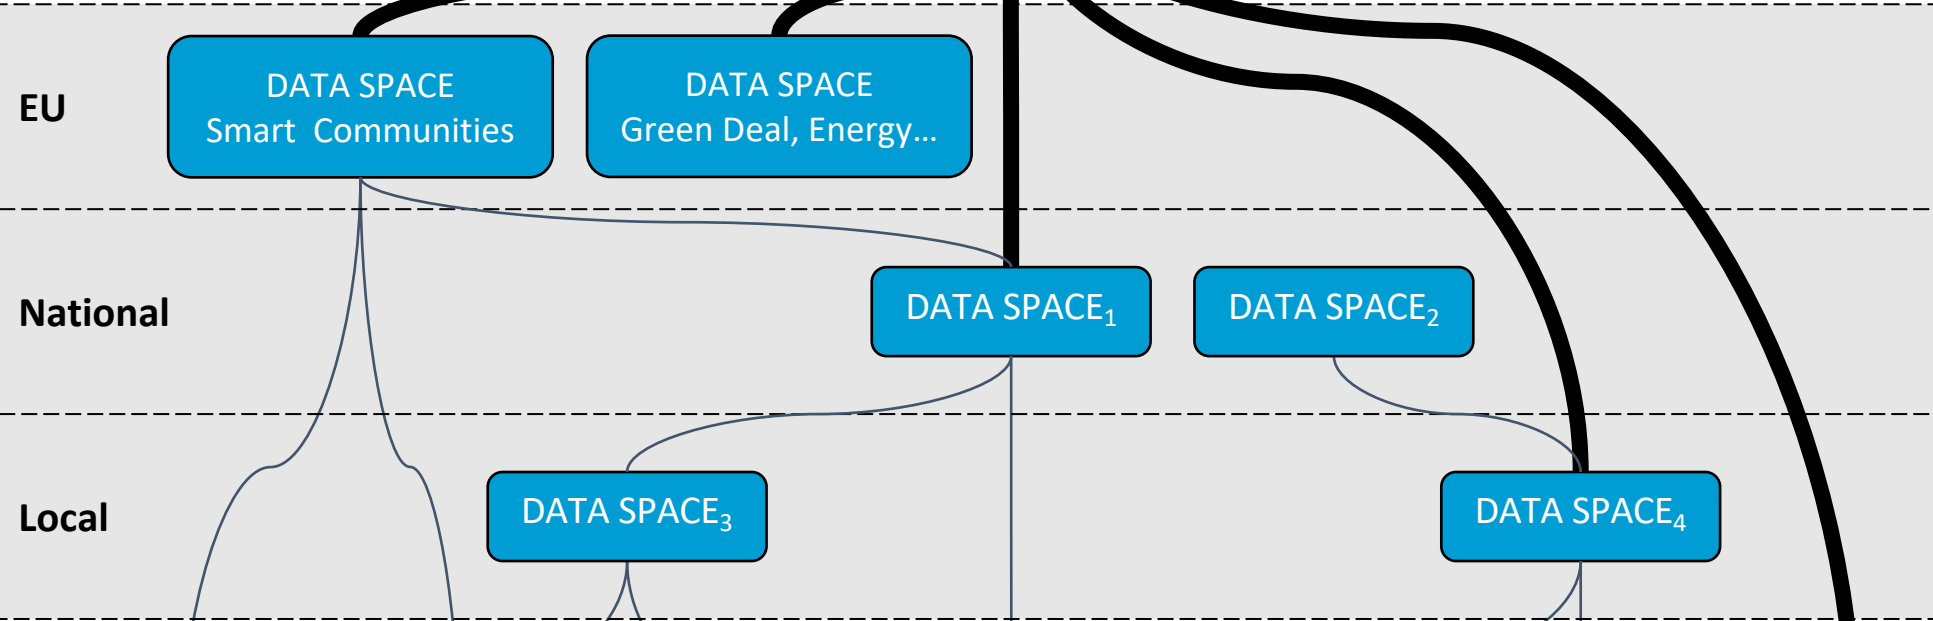 EU
DATA SPACE
Smart Communities
DATA SPACE
Green Deal, Energy...
National
DATA SPACE1
DATA SPACE2
Local
DATA SPACE3
DATA SPACE4